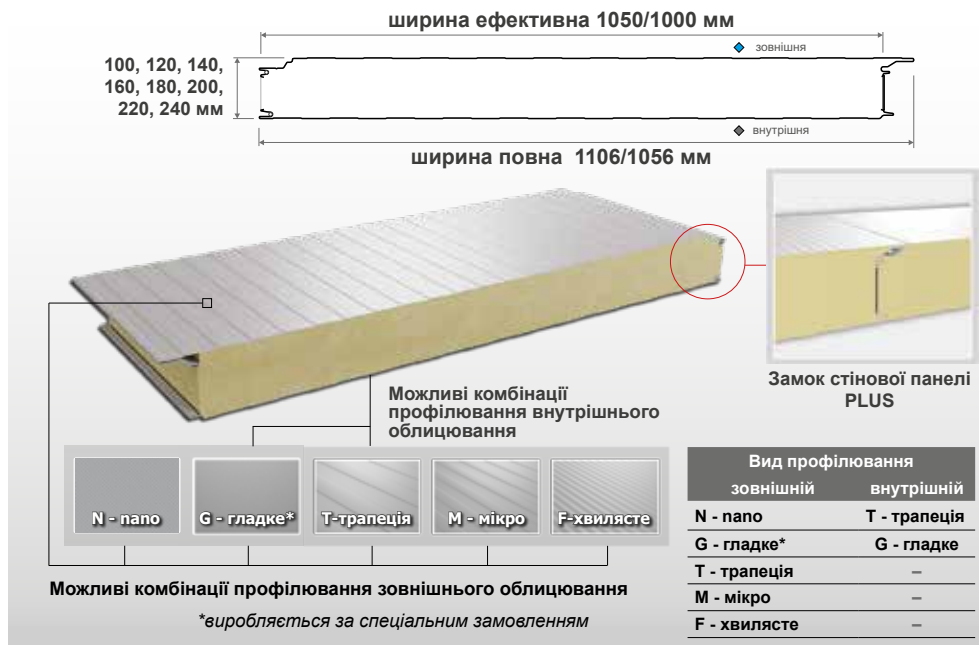 ширина ефективна 1050/1000 мм
зовнішня
100, 120, 140,
160, 180, 200,
220, 240 мм
внутрішня
ширина повна 1106/1056 мм
Замок стінової панелі
PLUS
Можливі комбінації
профілювання внутрішнього
облицювання
N - nano
G - гладке*
Т-трапеція
М - мікро
F-хвилясте
Можливі комбінації профілювання зовнішнього облицювання
*виробляється за спеціальним замовленням
Вид профілювання
зовнішній внутрішній
N - nano Т - трапеція
G - гладке* G - гладке
Т - трапеція –
М - мікро –
F - хвилясте –